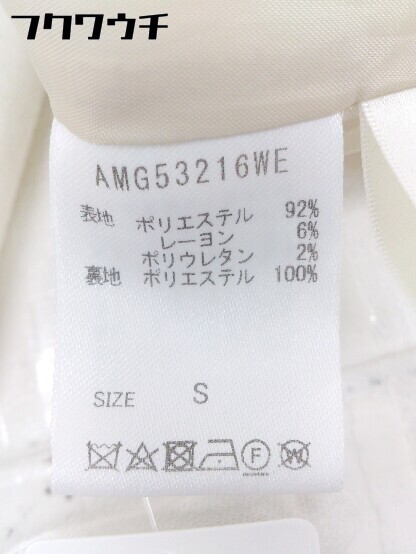 フクワウチ
AMG53216WE
表地 ポリエステル 92%
レーヨン 6%
ポリウレタン 2%
裏地 ポリエステル 100%
SIZE S
F W